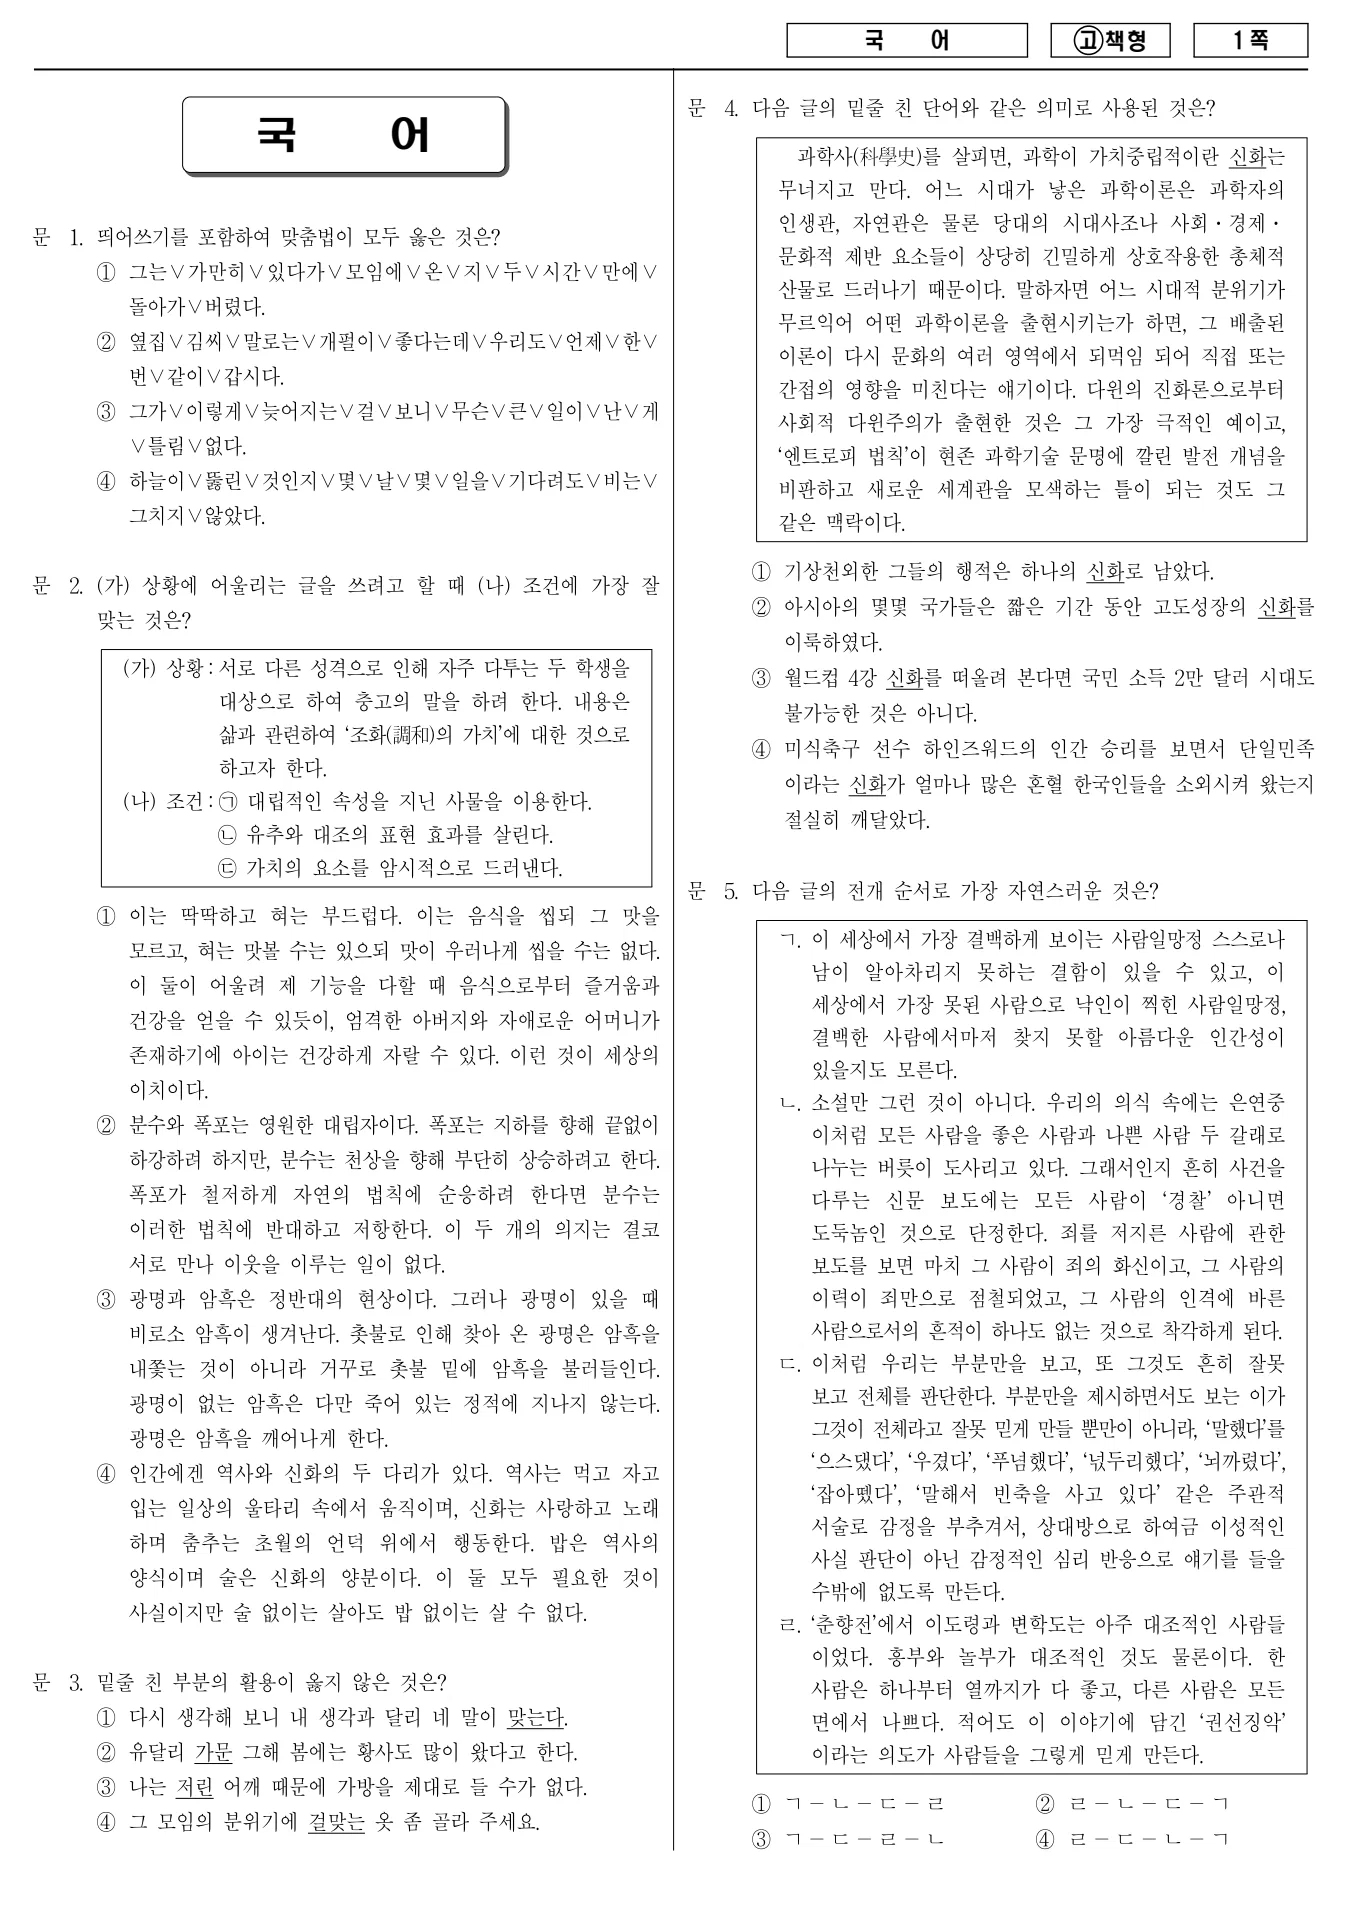 국 어
고책형
1쪽
국 어
문 1. 띄어쓰기를 포함하여 맞춤법이 모두 옳은 것은?
① 그는∨가만히∨있다가∨모임에∨온∨지∨두∨시간∨만에∨
돌아가∨버렸다.
② 옆집∨김씨∨말로는∨개펄이∨좋다는데∨우리도∨언제∨한∨
번∨같이∨갑시다.
③ 그가∨이렇게∨늦어지는∨걸∨보니∨무슨∨큰∨일이∨난∨게
∨틀림∨없다.
④ 하늘이∨뚫린∨것인지∨몇∨날∨몇∨일을∨기다려도∨비는∨
그치지∨않았다.
문 2. (가) 상황에 어울리는 글을 쓰려고 할 때 (나) 조건에 가장 잘
맞는 것은?
(가) 상황 : 서로 다른 성격으로 인해 자주 다투는 두 학생을
대상으로 하여 충고의 말을 하려 한다. 내용은
삶과 관련하여 ‘조화(調和)의 가치’에 대한 것으로
하고자 한다.
(나) 조건 : ㉠ 대립적인 속성을 지닌 사물을 이용한다.
㉡ 유추와 대조의 표현 효과를 살린다.
㉢ 가치의 요소를 암시적으로 드러낸다.
① 이는 딱딱하고 혀는 부드럽다. 이는 음식을 씹되 그 맛을
모르고, 혀는 맛볼 수는 있으되 맛이 우러나게 씹을 수는 없다.
이 둘이 어울려 제 기능을 다할 때 음식으로부터 즐거움과
건강을 얻을 수 있듯이, 엄격한 아버지와 자애로운 어머니가
존재하기에 아이는 건강하게 자랄 수 있다. 이런 것이 세상의
이치이다.
② 분수와 폭포는 영원한 대립자이다. 폭포는 지하를 향해 끝없이
하강하려 하지만, 분수는 천상을 향해 부단히 상승하려고 한다.
폭포가 철저하게 자연의 법칙에 순응하려 한다면 분수는
이러한 법칙에 반대하고 저항한다. 이 두 개의 의지는 결코
서로 만나 이웃을 이루는 일이 없다.
③ 광명과 암흑은 정반대의 현상이다. 그러나 광명이 있을 때
비로소 암흑이 생겨난다. 촛불로 인해 찾아 온 광명은 암흑을
내쫓는 것이 아니라 거꾸로 촛불 밑에 암흑을 불러들인다.
광명이 없는 암흑은 다만 죽어 있는 정적에 지나지 않는다.
광명은 암흑을 깨어나게 한다.
④ 인간에겐 역사와 신화의 두 다리가 있다. 역사는 먹고 자고
입는 일상의 울타리 속에서 움직이며, 신화는 사랑하고 노래
하며 춤추는 초월의 언덕 위에서 행동한다. 밥은 역사의
양식이며 술은 신화의 양분이다. 이 둘 모두 필요한 것이
사실이지만 술 없이는 살아도 밥 없이는 살 수 없다.
문 3. 밑줄 친 부분의 활용이 옳지 않은 것은?
① 다시 생각해 보니 내 생각과 달리 네 말이 맞는다.
② 유달리 가문 그해 봄에는 황사도 많이 왔다고 한다.
③ 나는 저린 어깨 때문에 가방을 제대로 들 수가 없다.
④ 그 모임의 분위기에 걸맞는 옷 좀 골라 주세요.
문 4. 다음 글의 밑줄 친 단어와 같은 의미로 사용된 것은?
과학사(科學史)를 살피면, 과학이 가치중립적이란 신화는
무너지고 만다. 어느 시대가 낳은 과학이론은 과학자의
인생관, 자연관은 물론 당대의 시대사조나 사회·경제·
문화적 제반 요소들이 상당히 긴밀하게 상호작용한 총체적
산물로 드러나기 때문이다. 말하자면 어느 시대적 분위기가
무르익어 어떤 과학이론을 출현시키는가 하면, 그 배출된
이론이 다시 문화의 여러 영역에서 되먹임 되어 직접 또는
간접의 영향을 미친다는 얘기이다. 다윈의 진화론으로부터
사회적 다윈주의가 출현한 것은 그 가장 극적인 예이고,
‘엔트로피 법칙’이 현존 과학기술 문명에 깔린 발전 개념을
비판하고 새로운 세계관을 모색하는 틀이 되는 것도 그
같은 맥락이다.
① 기상천외한 그들의 행적은 하나의 신화로 남았다.
② 아시아의 몇몇 국가들은 짧은 기간 동안 고도성장의 신화를
이룩하였다.
③ 월드컵 4강 신화를 떠올려 본다면 국민 소득 2만 달러 시대도
불가능한 것은 아니다.
④ 미식축구 선수 하인즈워드의 인간 승리를 보면서 단일민족
이라는 신화가 얼마나 많은 혼혈 한국인들을 소외시켜 왔는지
절실히 깨달았다.
문 5. 다음 글의 전개 순서로 가장 자연스러운 것은?
ㄱ. 이 세상에서 가장 결백하게 보이는 사람일망정 스스로나
남이 알아차리지 못하는 결함이 있을 수 있고, 이
세상에서 가장 못된 사람으로 낙인이 찍힌 사람일망정,
결백한 사람에서마저 찾지 못할 아름다운 인간성이
있을지도 모른다.
ㄴ. 소설만 그런 것이 아니다. 우리의 의식 속에는 은연중
이처럼 모든 사람을 좋은 사람과 나쁜 사람 두 갈래로
나누는 버릇이 도사리고 있다. 그래서인지 흔히 사건을
다루는 신문 보도에는 모든 사람이 ‘경찰’ 아니면
도둑놈인 것으로 단정한다. 죄를 저지른 사람에 관한
보도를 보면 마치 그 사람이 죄의 화신이고, 그 사람의
이력이 죄만으로 점철되었고, 그 사람의 인격에 바른
사람으로서의 흔적이 하나도 없는 것으로 착각하게 된다.
ㄷ. 이처럼 우리는 부분만을 보고, 또 그것도 흔히 잘못
보고 전체를 판단한다. 부분만을 제시하면서도 보는 이가
그것이 전체라고 잘못 믿게 만들 뿐만이 아니라, ‘말했다’를
‘으스댔다’, ‘우겼다’, ‘푸념했다’, ‘넋두리했다’, ‘뇌까렸다’,
‘잡아뗐다’, ‘말해서 빈축을 사고 있다’ 같은 주관적
서술로 감정을 부추겨서, 상대방으로 하여금 이성적인
사실 판단이 아닌 감정적인 심리 반응으로 얘기를 들을
수밖에 없도록 만든다.
ㄹ. ‘춘향전’에서 이도령과 변학도는 아주 대조적인 사람들
이었다. 흥부와 놀부가 대조적인 것도 물론이다. 한
사람은 하나부터 열까지가 다 좋고, 다른 사람은 모든
면에서 나쁘다. 적어도 이 이야기에 담긴 ‘권선징악’
이라는 의도가 사람들을 그렇게 믿게 만든다.
① ㄱ - ㄴ - ㄷ - ㄹ ② ㄹ - ㄴ - ㄷ - ㄱ
③ ㄱ - ㄷ - ㄹ - ㄴ ④ ㄹ - ㄷ - ㄴ - ㄱ